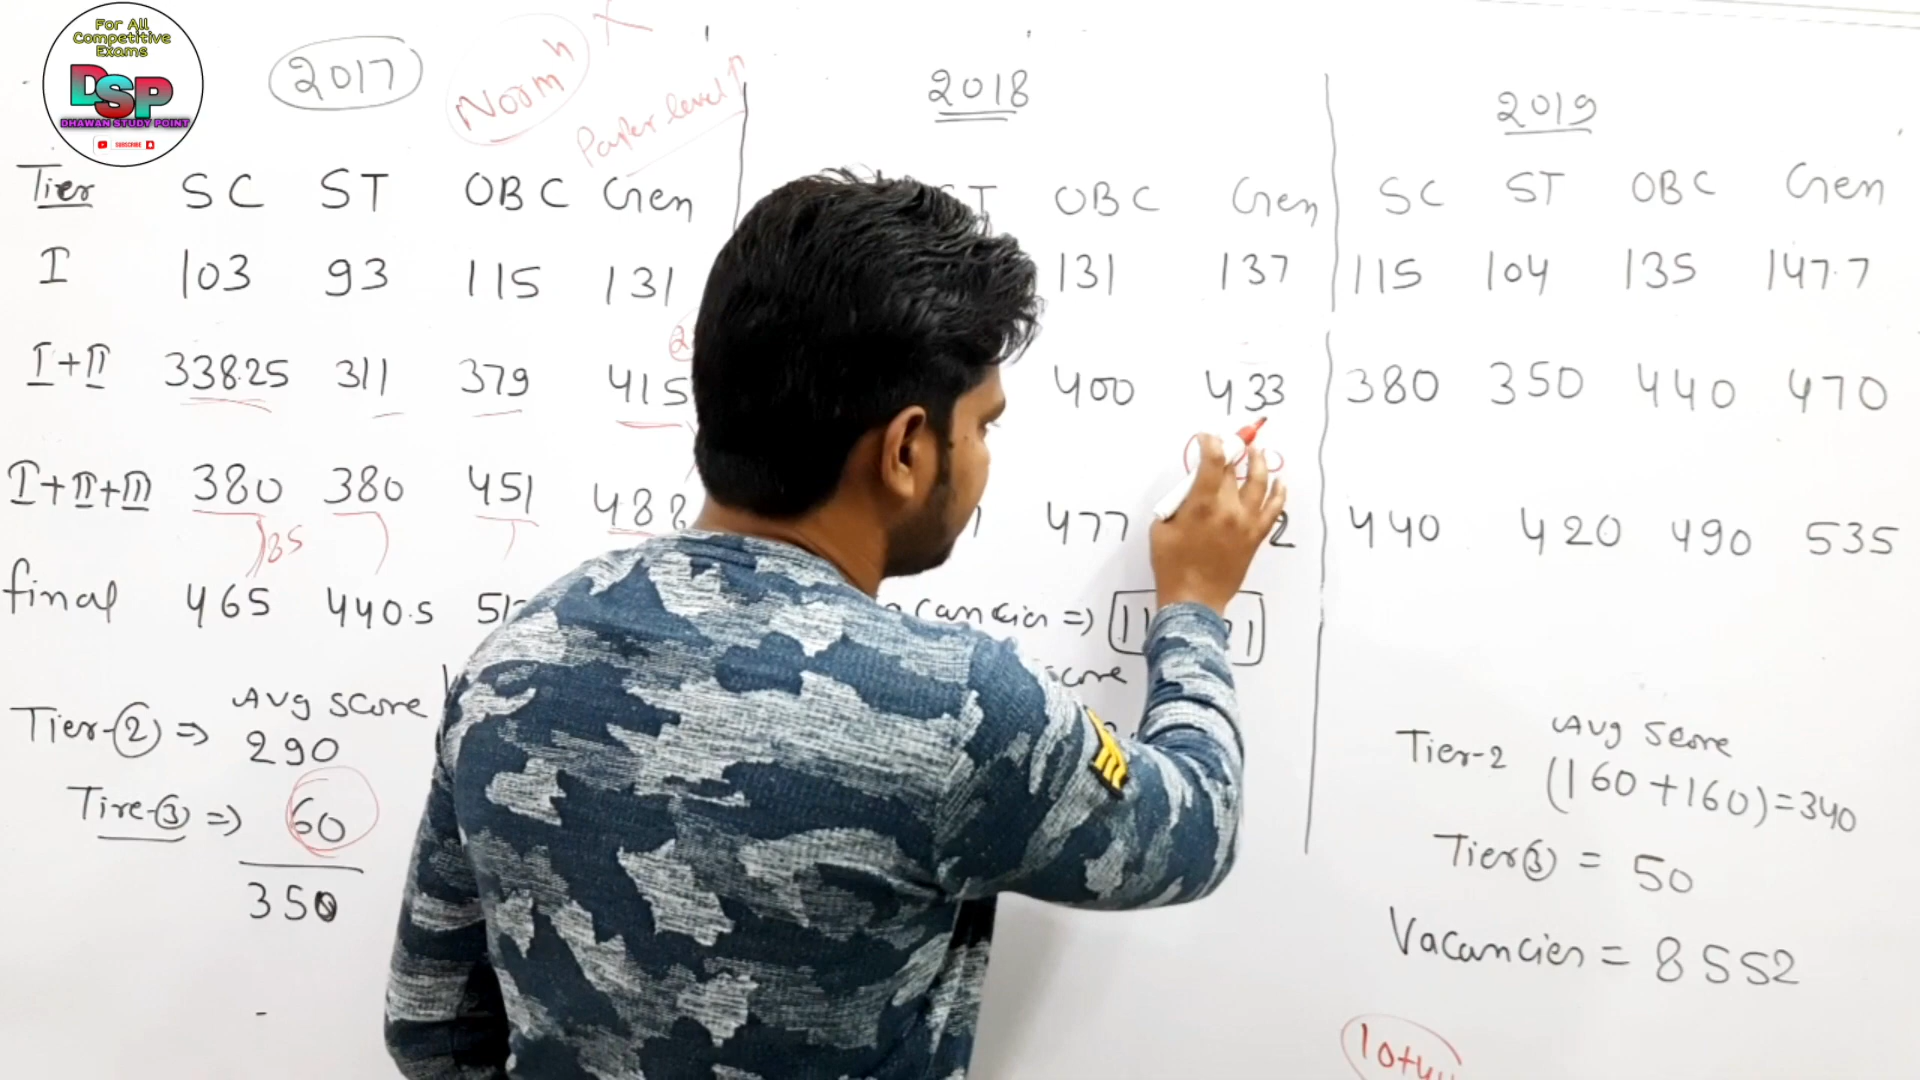 For All
Competitive
Exams
DSP
DHAWAN STUDY POINT
SUBSCRIBE
2017
Normⁿ
Paper level ↑
Tier SC ST OBC Gen
I 103 93 115 131
I+II 338.25 311 379 415
I+II+III 380 380 451 488
85
final 465 440.5
Avg Score
Tier-2 => 290
Tire-3 => 60
350
2018
OBC Gen
131 137
400 433
477
2019
SC ST OBC Gen
115 104 135 147.7
380 350 440 470
440 420 490 535
Avg Score
Tier-2 (160+160)=340
Tier 3 = 50
Vacancies = 8552